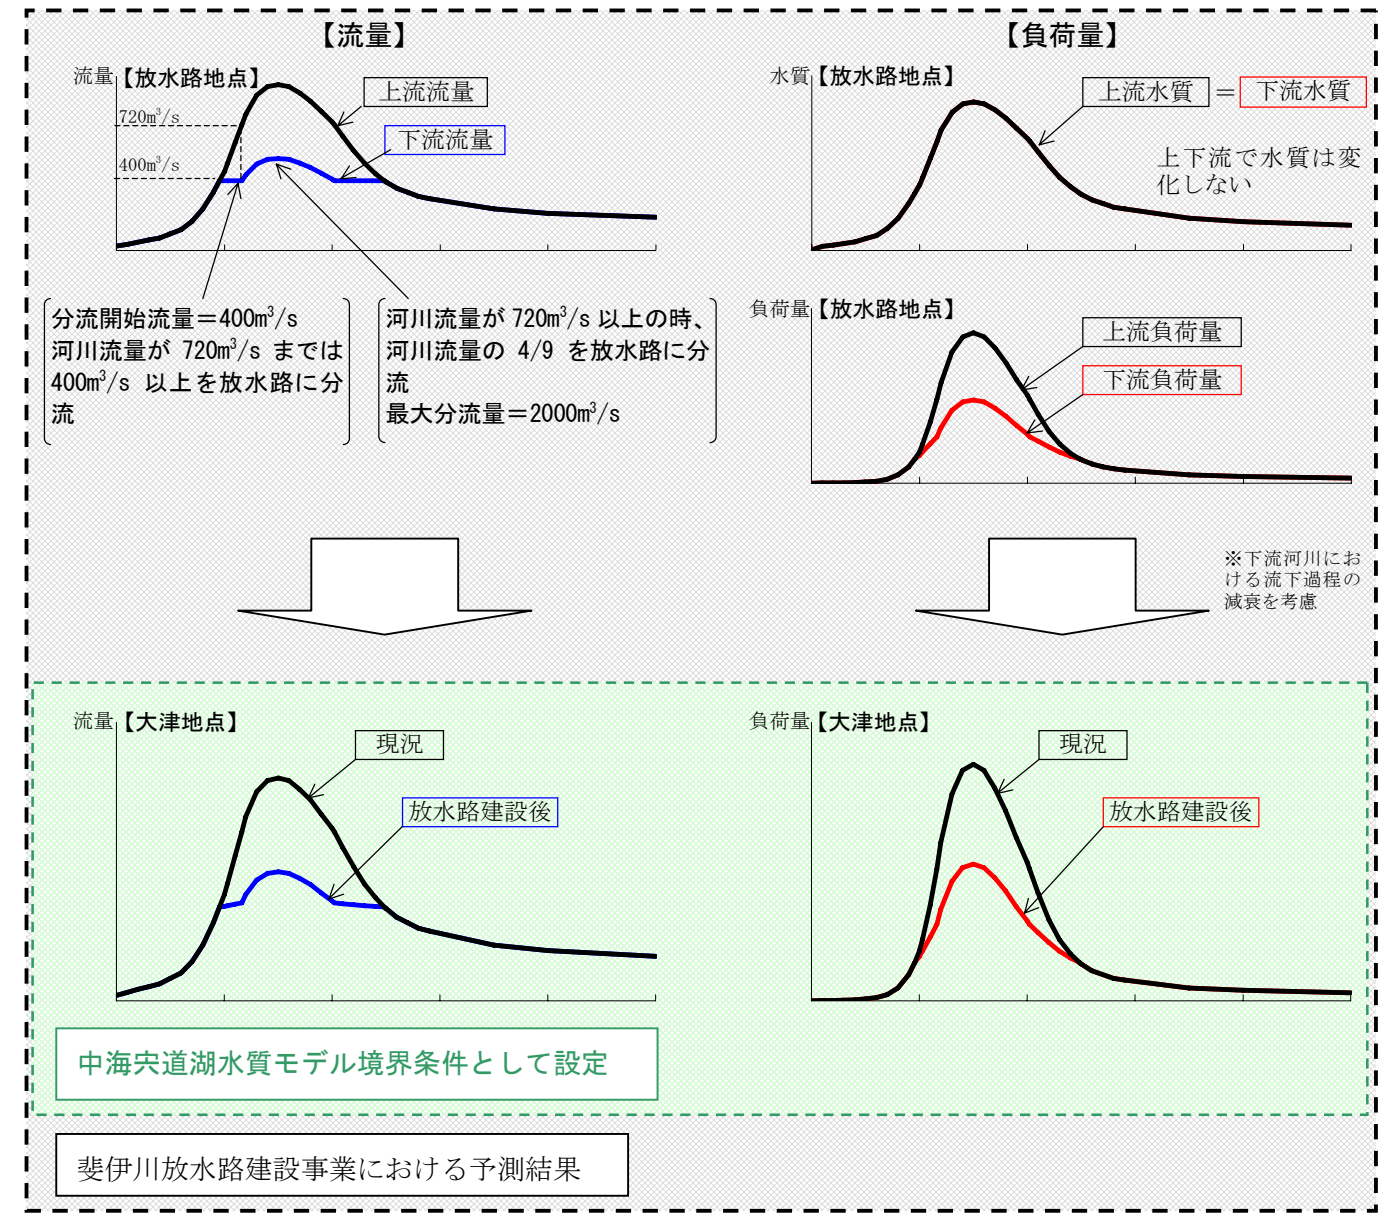 【流量】
流量【放水路地点】
上流流量
720m³/s
下流流量
400m³/s
分流開始流量＝400m³/s
河川流量が 720m³/s までは
400m³/s 以上を放水路に分
流
河川流量が 720m³/s 以上の時、
河川流量の 4/9 を放水路に分
流
最大分流量＝2000m³/s
【負荷量】
水質【放水路地点】
上流水質 ＝ 下流水質
上下流で水質は変
化しない
負荷量【放水路地点】
上流負荷量
下流負荷量
※下流河川にお
ける流下過程の
減衰を考慮
流量【大津地点】
現況
放水路建設後
負荷量【大津地点】
現況
放水路建設後
中海宍道湖水質モデル境界条件として設定
斐伊川放水路建設事業における予測結果